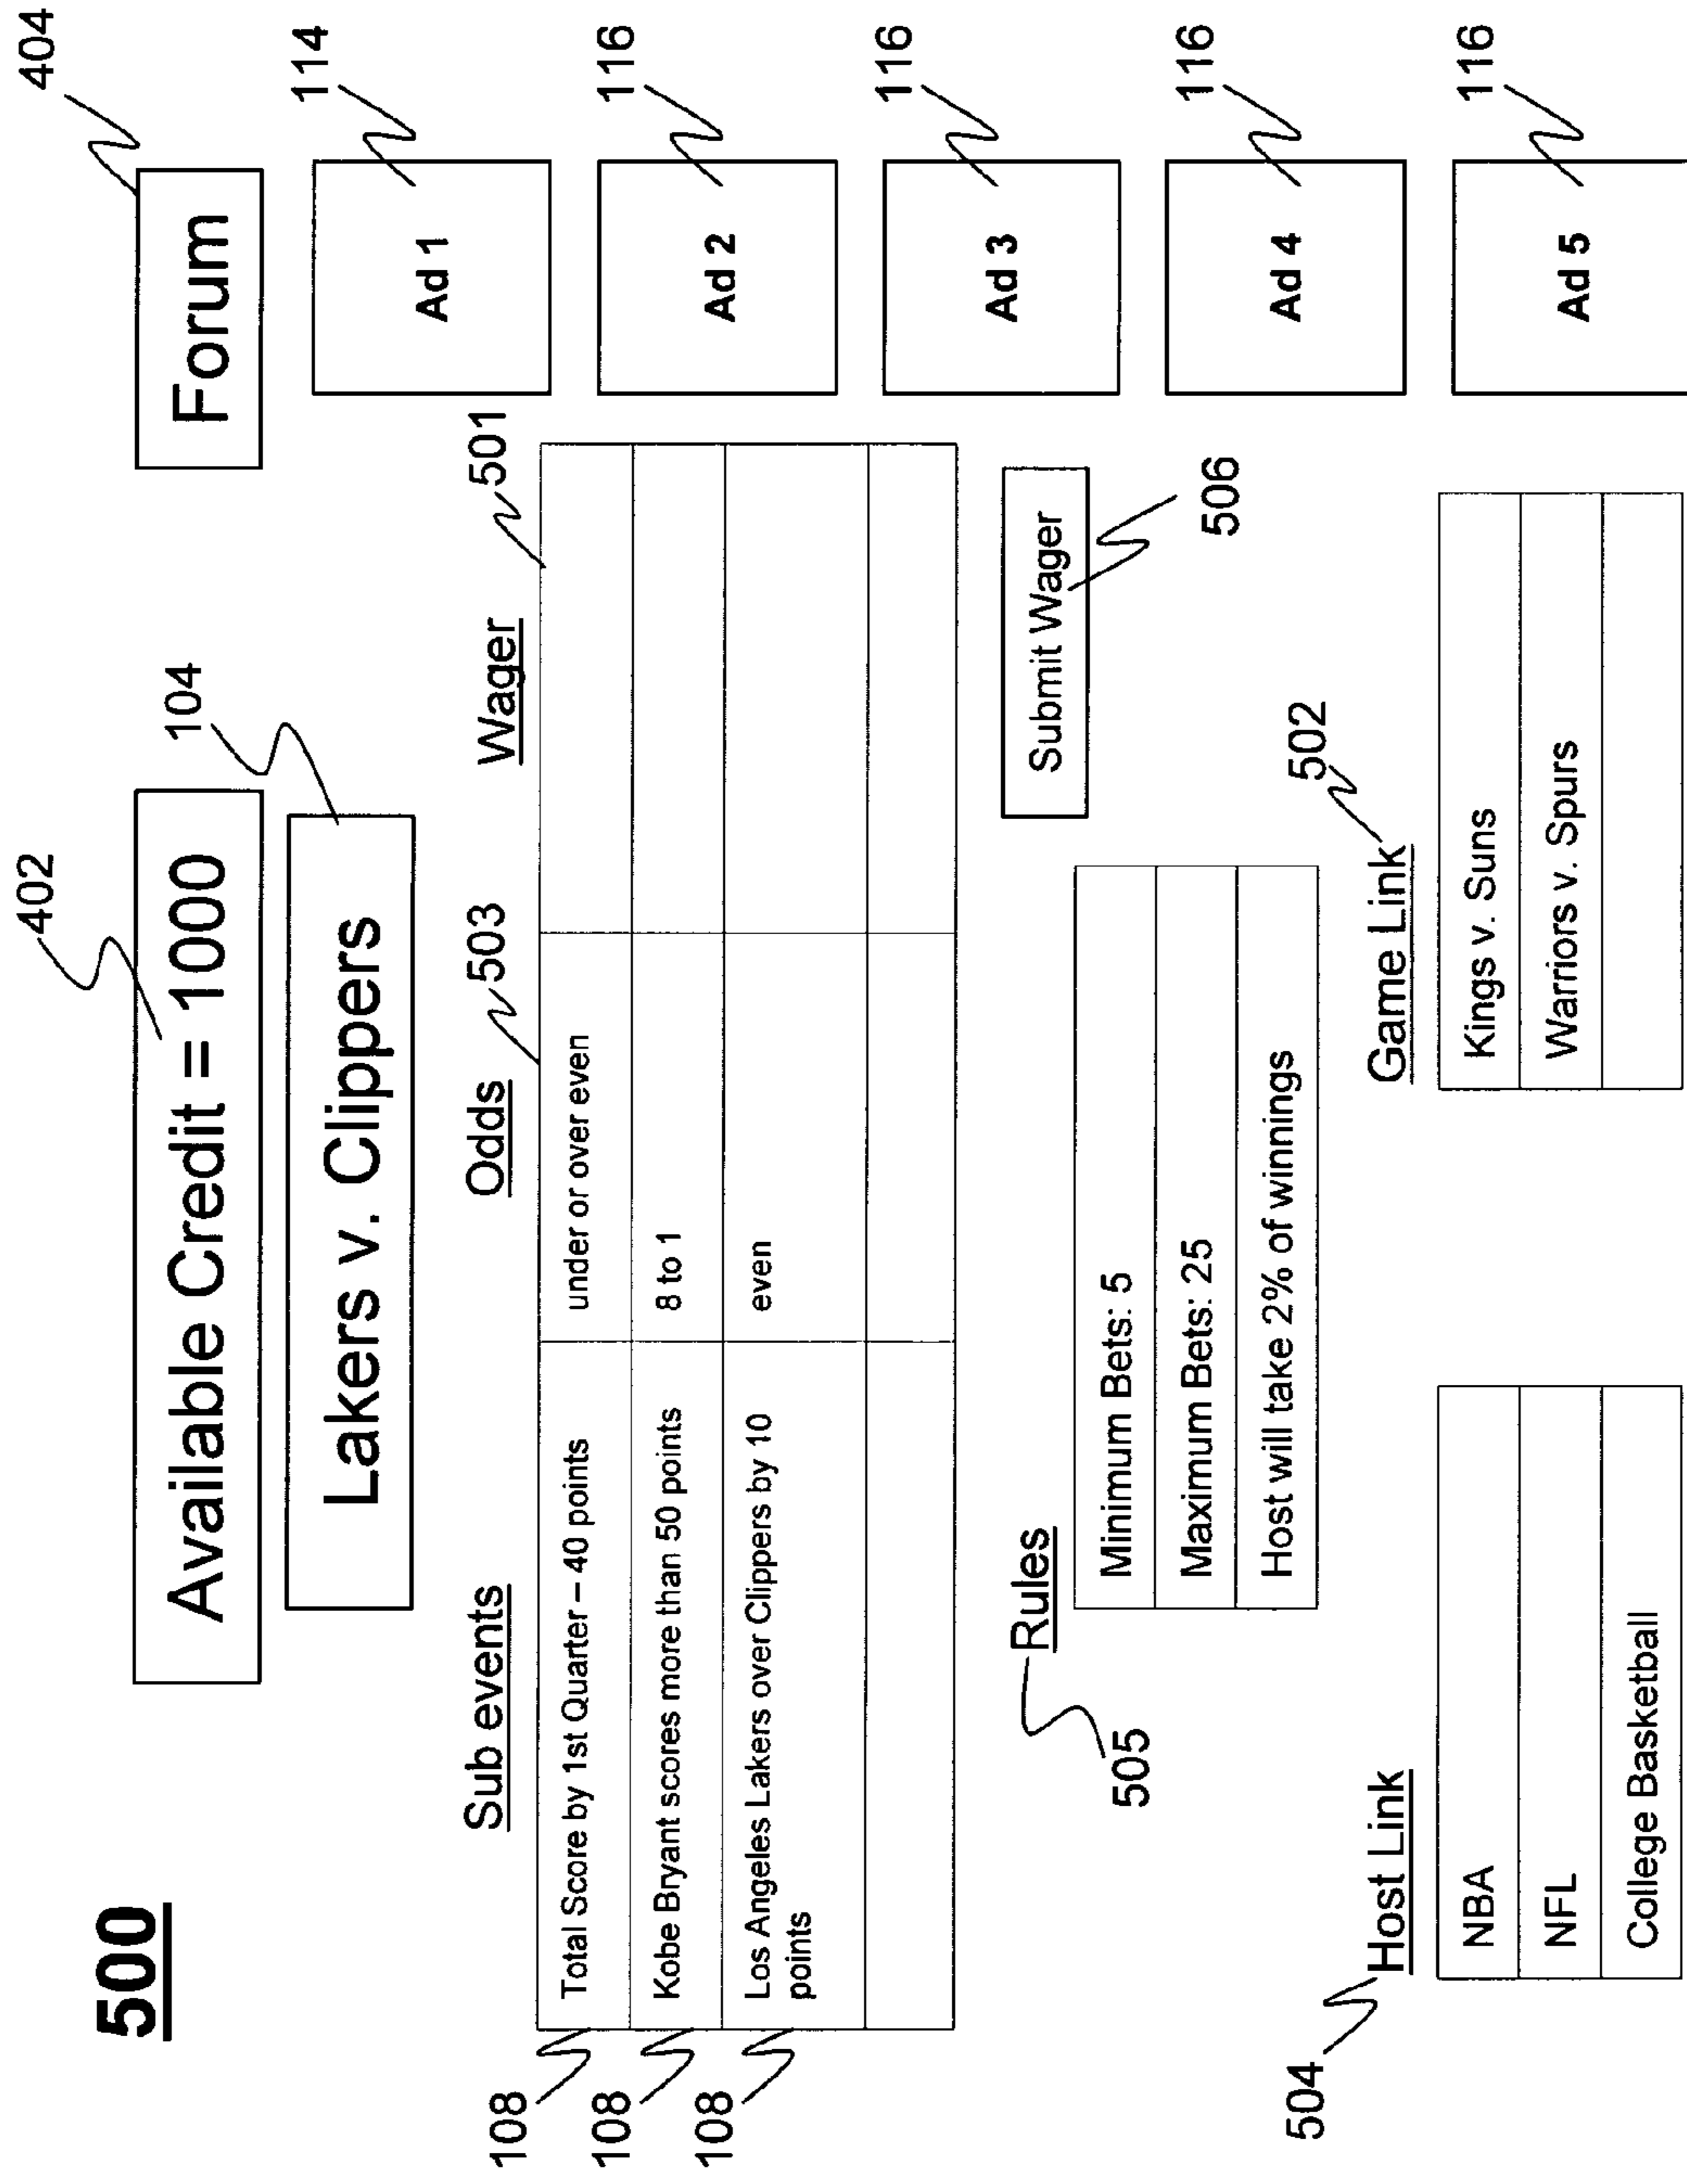 500
402
404
Available Credit = 1000
Forum
104
Lakers v. Clippers
114
Ad 1
Sub events
Odds
503
Wager
501
108
Total Score by 1st Quarter – 40 points
under or over even
108
Kobe Bryant scores more than 50 points
8 to 1
108
Los Angeles Lakers over Clippers by 10
points
even
116
Ad 2
505
Rules
Submit Wager
506
116
Ad 3
Minimum Bets: 5
Maximum Bets: 25
Host will take 2% of winnings
116
Ad 4
504
Host Link
Game Link
502
NBA
NFL
College Basketball
Kings v. Suns
Warriors v. Spurs
116
Ad 5